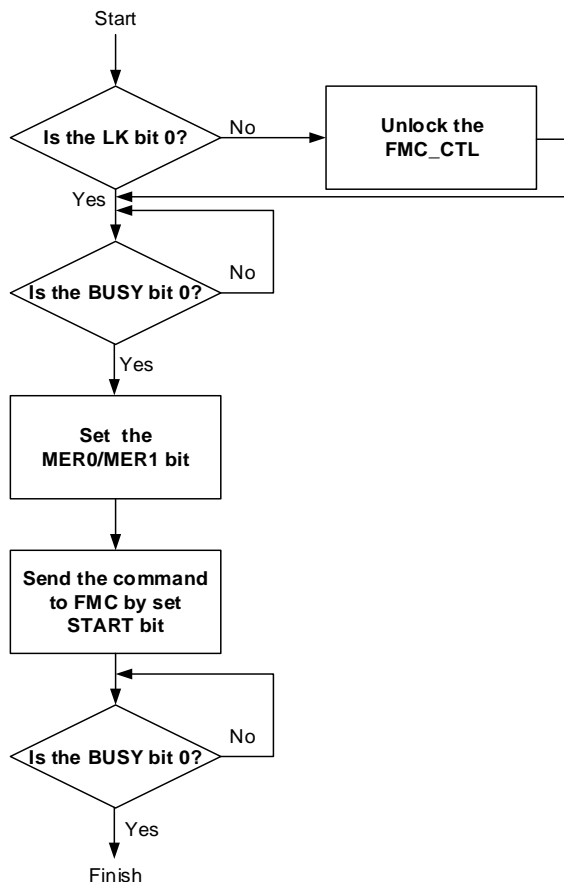 Start
Is the LK bit 0?
No
Unlock the
FMC_CTL
Yes
Is the BUSY bit 0?
No
Yes
Set the
MER0/MER1 bit
Send the command
to FMC by set
START bit
Is the BUSY bit 0?
No
Yes
Finish